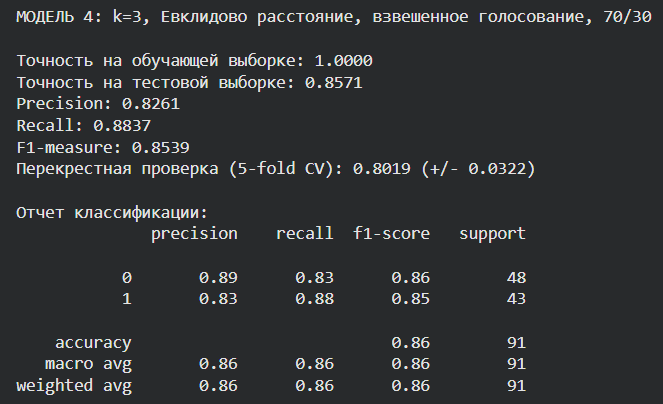 МОДЕЛЬ 4: k=3, Евклидово расстояние, взвешенное голосование, 70/30
Точность на обучающей выборке: 1.0000
Точность на тестовой выборке: 0.8571
Precision: 0.8261
Recall: 0.8837
F1-measure: 0.8539
Перекрестная проверка (5-fold CV): 0.8019 (+/- 0.0322)
Отчет классификации:
precision recall f1-score support
0 0.89 0.83 0.86 48
1 0.83 0.88 0.85 43
accuracy 0.86 91
macro avg 0.86 0.86 0.86 91
weighted avg 0.86 0.86 0.86 91